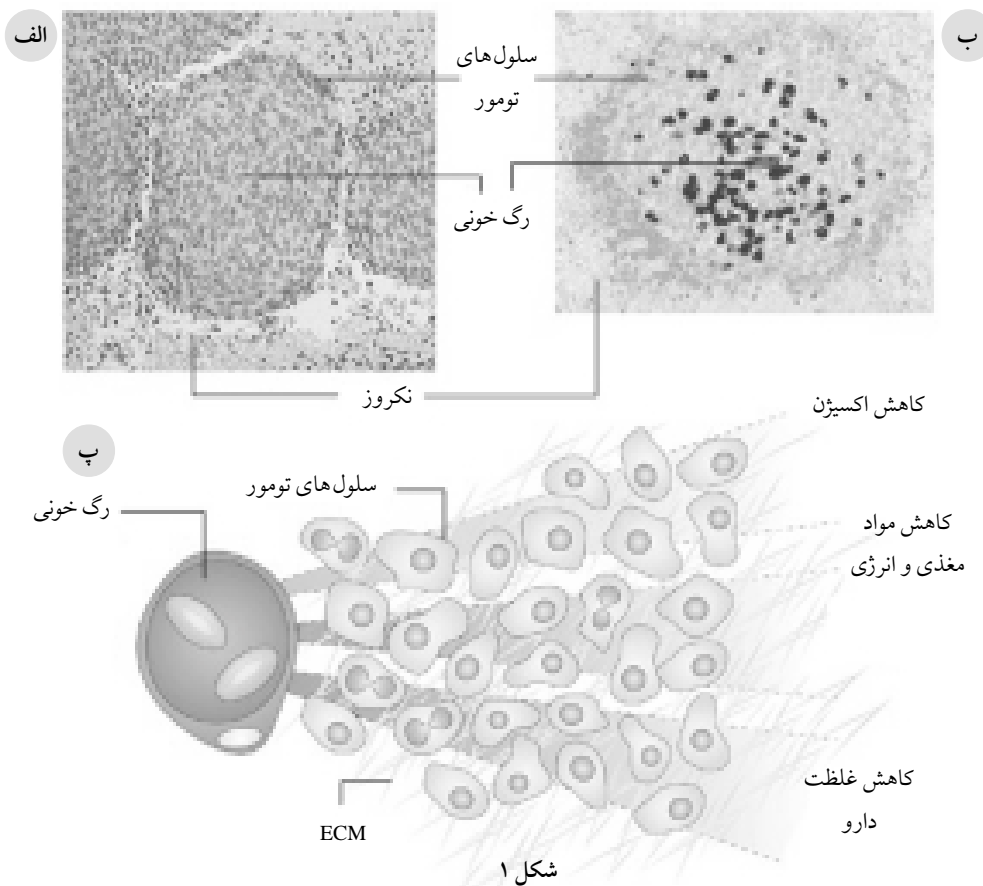 الف
ب
سلول‌های
تومور
رگ خونی
نکروز
کاهش اکسیژن
پ
سلول‌های تومور
رگ خونی
کاهش مواد
مغذی و انرژی
کاهش غلظت
دارو
ECM
شکل ۱